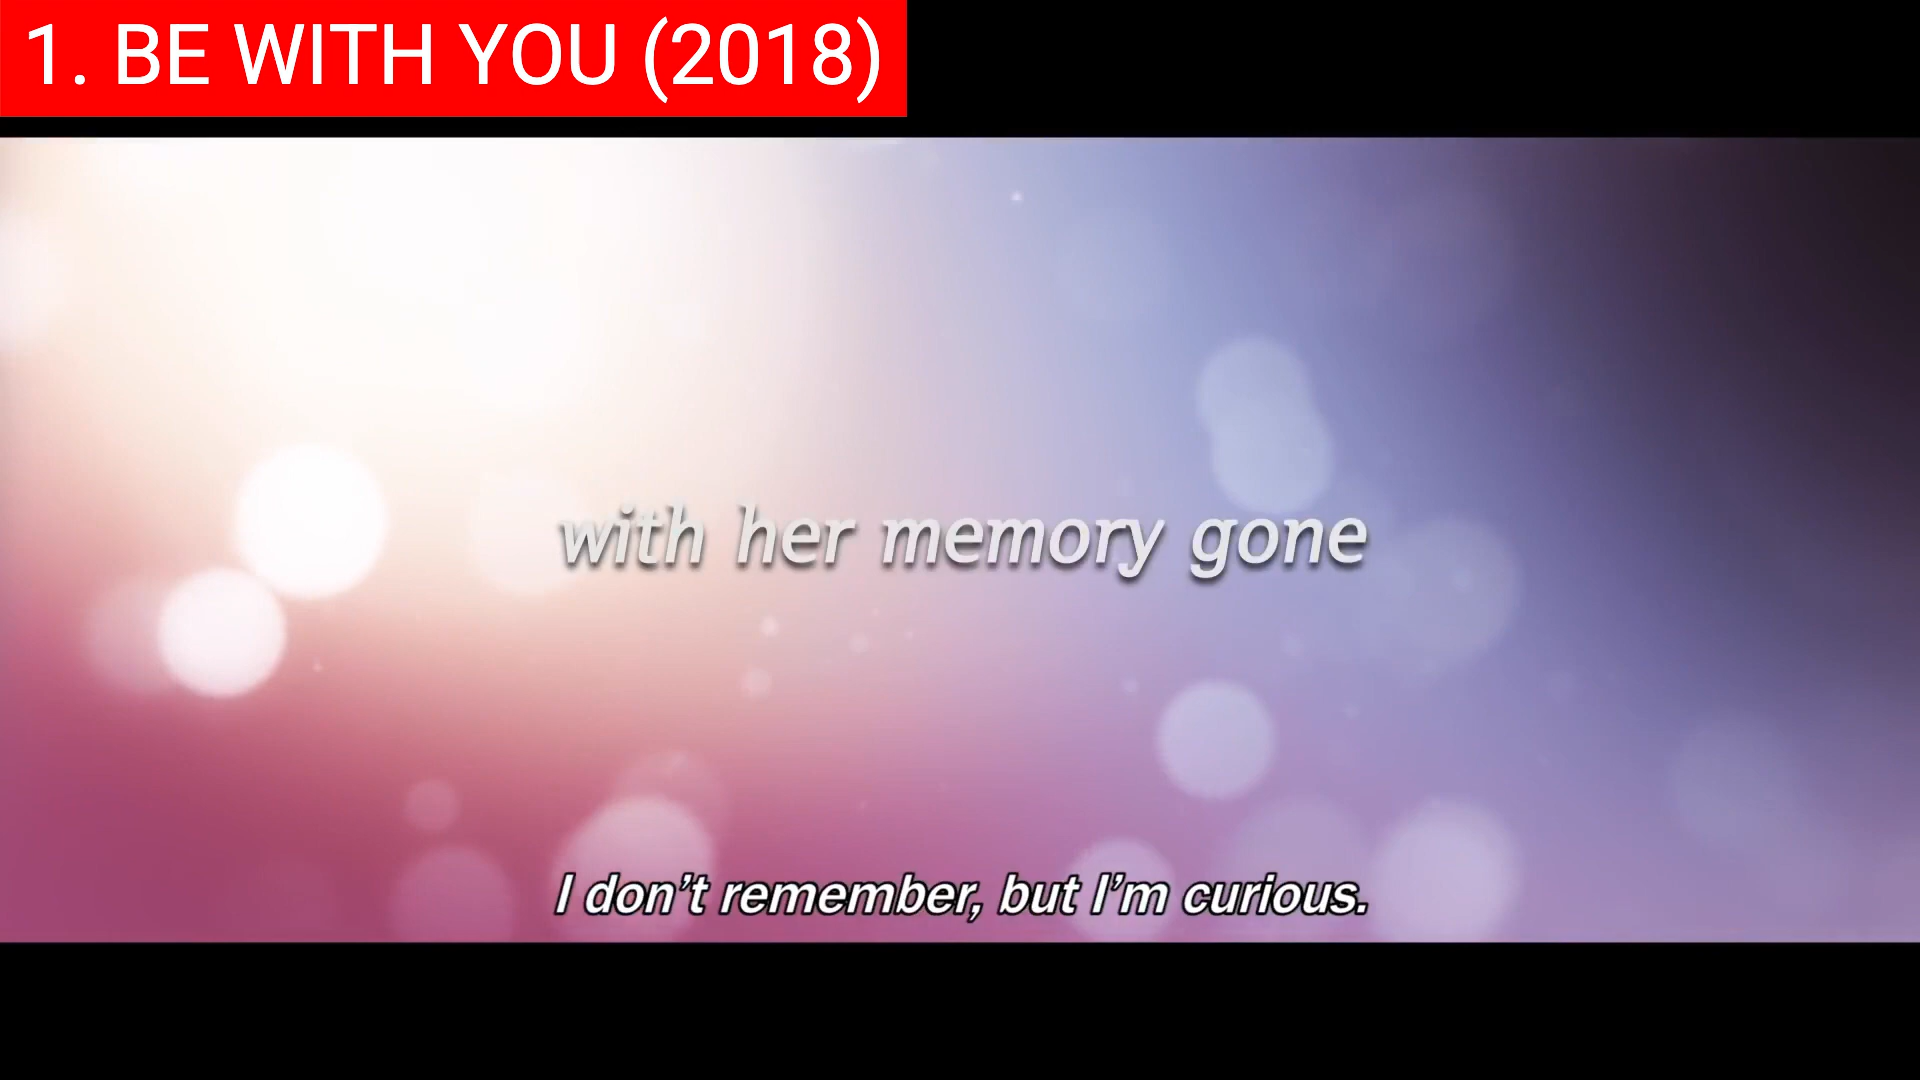 1. BE WITH YOU (2018)
with her memory gone
I don't remember, but I'm curious.